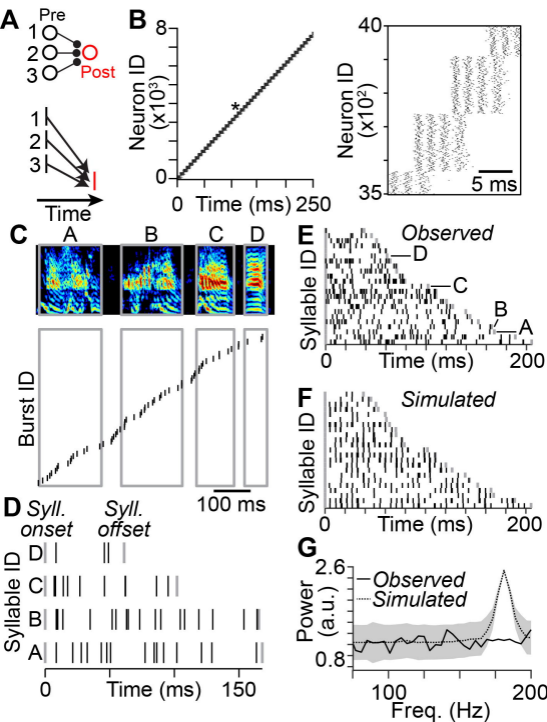 A
Pre
1
2
3
Post
1
2
3
Time
B
Neuron ID
(x10³)
8
*
0
0 Time (ms) 250
Neuron ID
(x10²)
40
35
5 ms
C
A B C D
Burst ID
100 ms
D
Syll. onset
Syll. offset
Syllable ID
D
C
B
A
0 Time (ms) 150
E
Observed
Syllable ID
D
C
B
A
0 Time (ms) 200
F
Simulated
Syllable ID
0 Time (ms) 200
G
Power
(a.u.)
2.6
0.8
Observed
Simulated
100 200
Freq. (Hz)